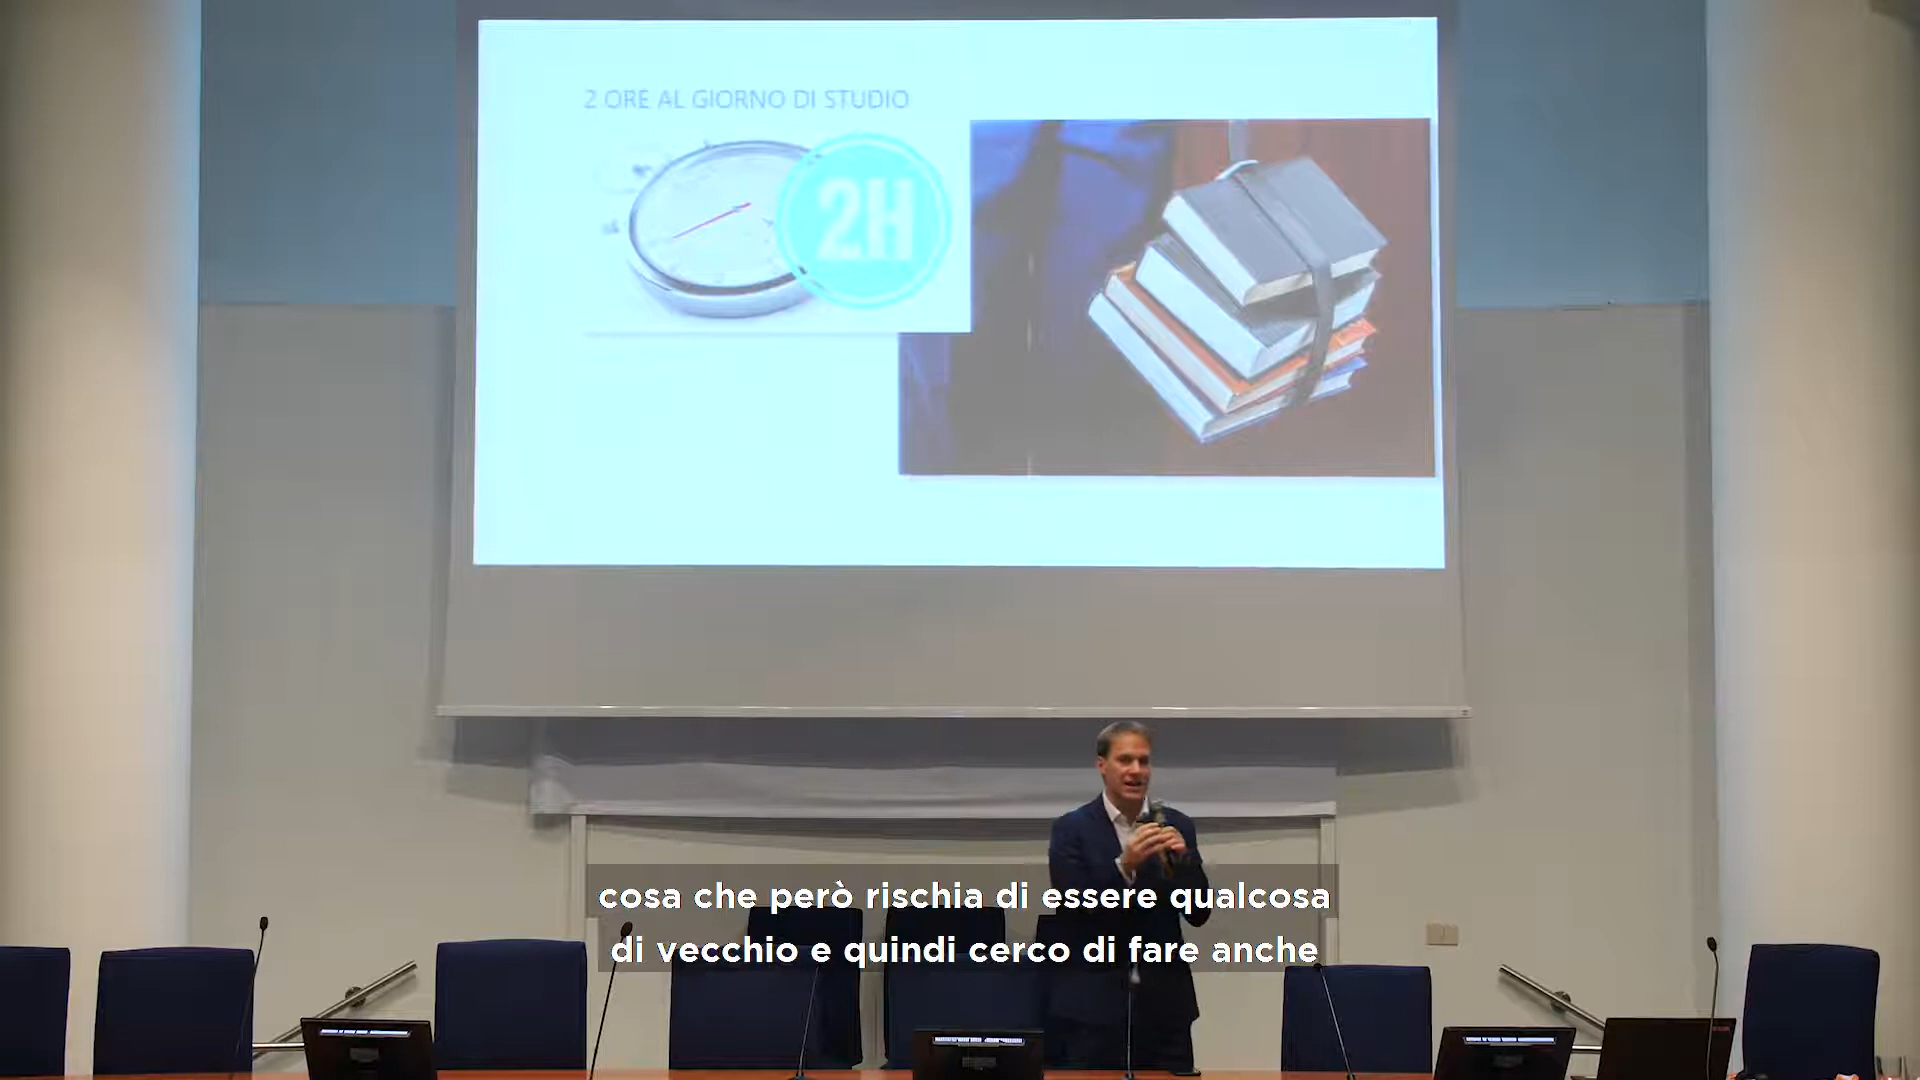 2 ORE AL GIORNO DI STUDIO
2H
cosa che però rischia di essere qualcosa
di vecchio e quindi cerco di fare anche